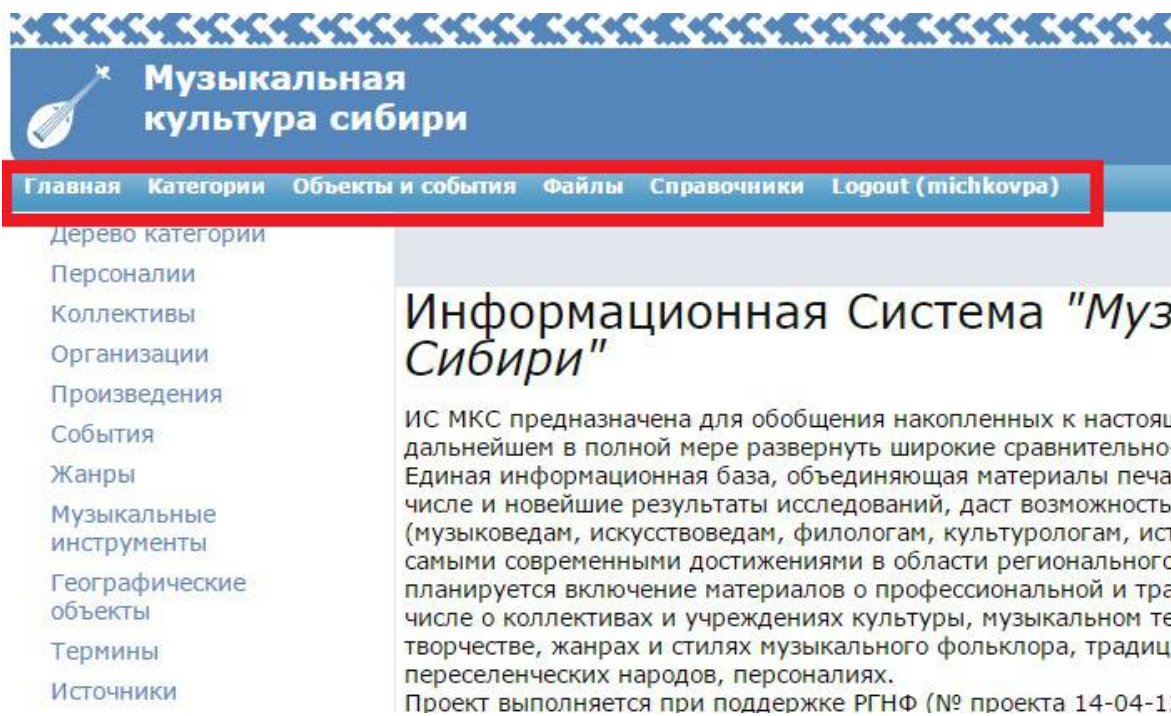 Музыкальная
культура сибири
Главная Категории Объекты и события Файлы Справочники Logout (michkovpa)
Дерево категории
Персоналии
Коллективы
Организации
Произведения
События
Жанры
Музыкальные
инструменты
Географические
объекты
Термины
Источники
Информационная Система "Муз
Сибири"
ИС МКС предназначена для обобщения накопленных к настоящ
дальнейшем в полной мере развернуть широкие сравнительно
Единая информационная база, объединяющая материалы печа
числе и новейшие результаты исследований, даст возможность
(музыковедам, искусствоведам, филологам, культурологам, ист
самыми современными достижениями в области регионального
планируется включение материалов о профессиональной и тра
числе о коллективах и учреждениях культуры, музыкальном те
творчестве, жанрах и стилях музыкального фольклора, традиц
переселенческих народов, персоналиях.
Проект выполняется при поддержке РГНФ (№ проекта 14-04-1